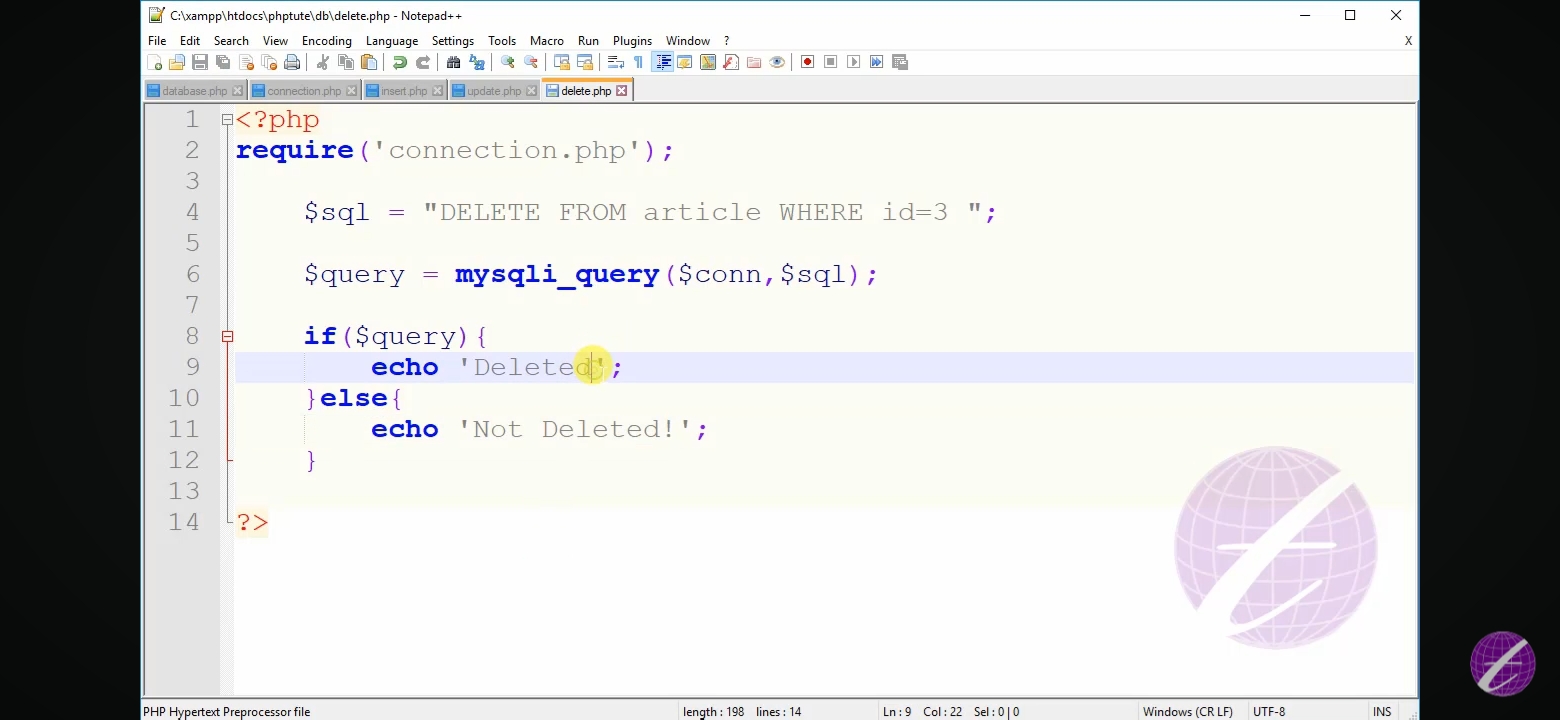 C:\xampp\htdocs\phptute\db\delete.php - Notepad++
File Edit Search View Encoding Language Settings Tools Macro Run Plugins Window ? X
database.php connection.php insert.php update.php delete.php
1 <?php
2 require('connection.php');
3
4 $sql = "DELETE FROM article WHERE id=3 ";
5
6 $query = mysqli_query($conn,$sql);
7
8 if($query){
9 echo 'Deleted';
10 }else{
11 echo 'Not Deleted!';
12 }
13
14 ?>
PHP Hypertext Preprocessor file length : 198 lines : 14 Ln : 9 Col : 22 Sel : 0 | 0 Windows (CR LF) UTF-8 INS